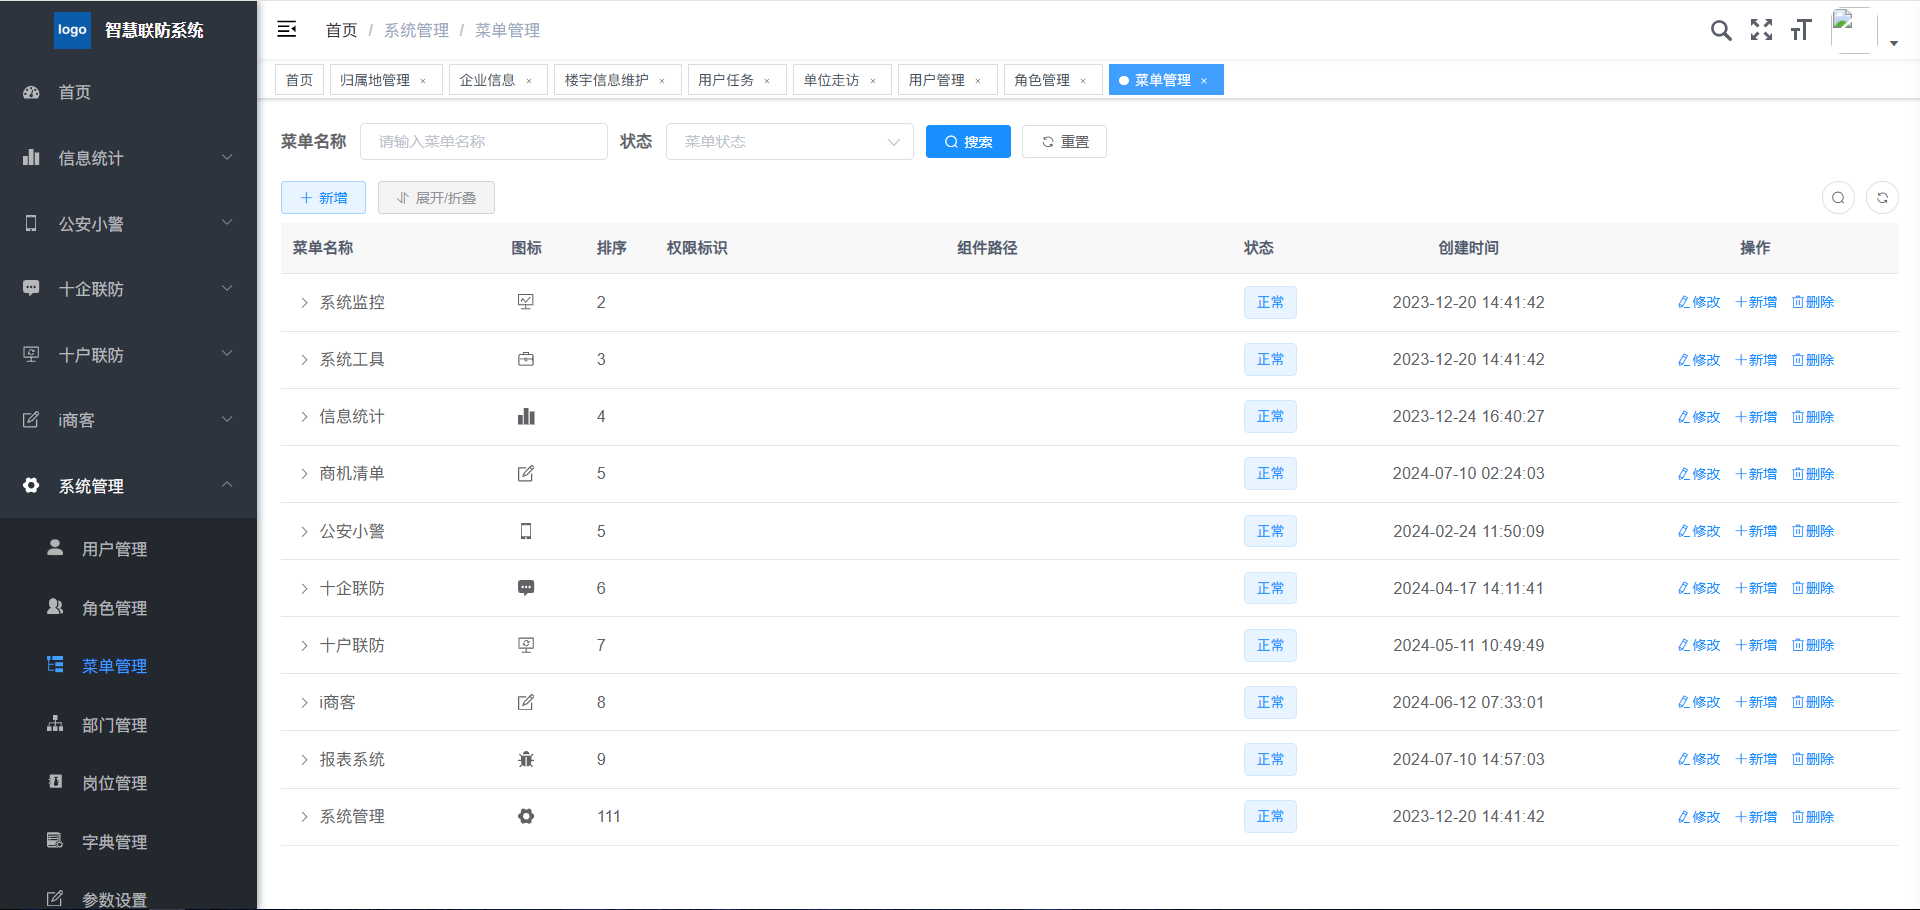 logo 智慧联防系统
首页 / 系统管理 / 菜单管理
首页 归属地管理 × 企业信息 × 楼宇信息维护 × 用户任务 × 单位走访 × 用户管理 × 角色管理 × 菜单管理 ×
首页
信息统计
公安小警
十企联防
十户联防
i商客
系统管理
用户管理
角色管理
菜单管理
部门管理
岗位管理
字典管理
参数设置
菜单名称 请输入菜单名称 状态 菜单状态 搜索 重置
新增 展开/折叠
菜单名称 图标 排序 权限标识 组件路径 状态 创建时间 操作
系统监控 2 正常 2023-12-20 14:41:42 修改 新增 删除
系统工具 3 正常 2023-12-20 14:41:42 修改 新增 删除
信息统计 4 正常 2023-12-24 16:40:27 修改 新增 删除
商机清单 5 正常 2024-07-10 02:24:03 修改 新增 删除
公安小警 5 正常 2024-02-24 11:50:09 修改 新增 删除
十企联防 6 正常 2024-04-17 14:11:41 修改 新增 删除
十户联防 7 正常 2024-05-11 10:49:49 修改 新增 删除
i商客 8 正常 2024-06-12 07:33:01 修改 新增 删除
报表系统 9 正常 2024-07-10 14:57:03 修改 新增 删除
系统管理 111 正常 2023-12-20 14:41:42 修改 新增 删除